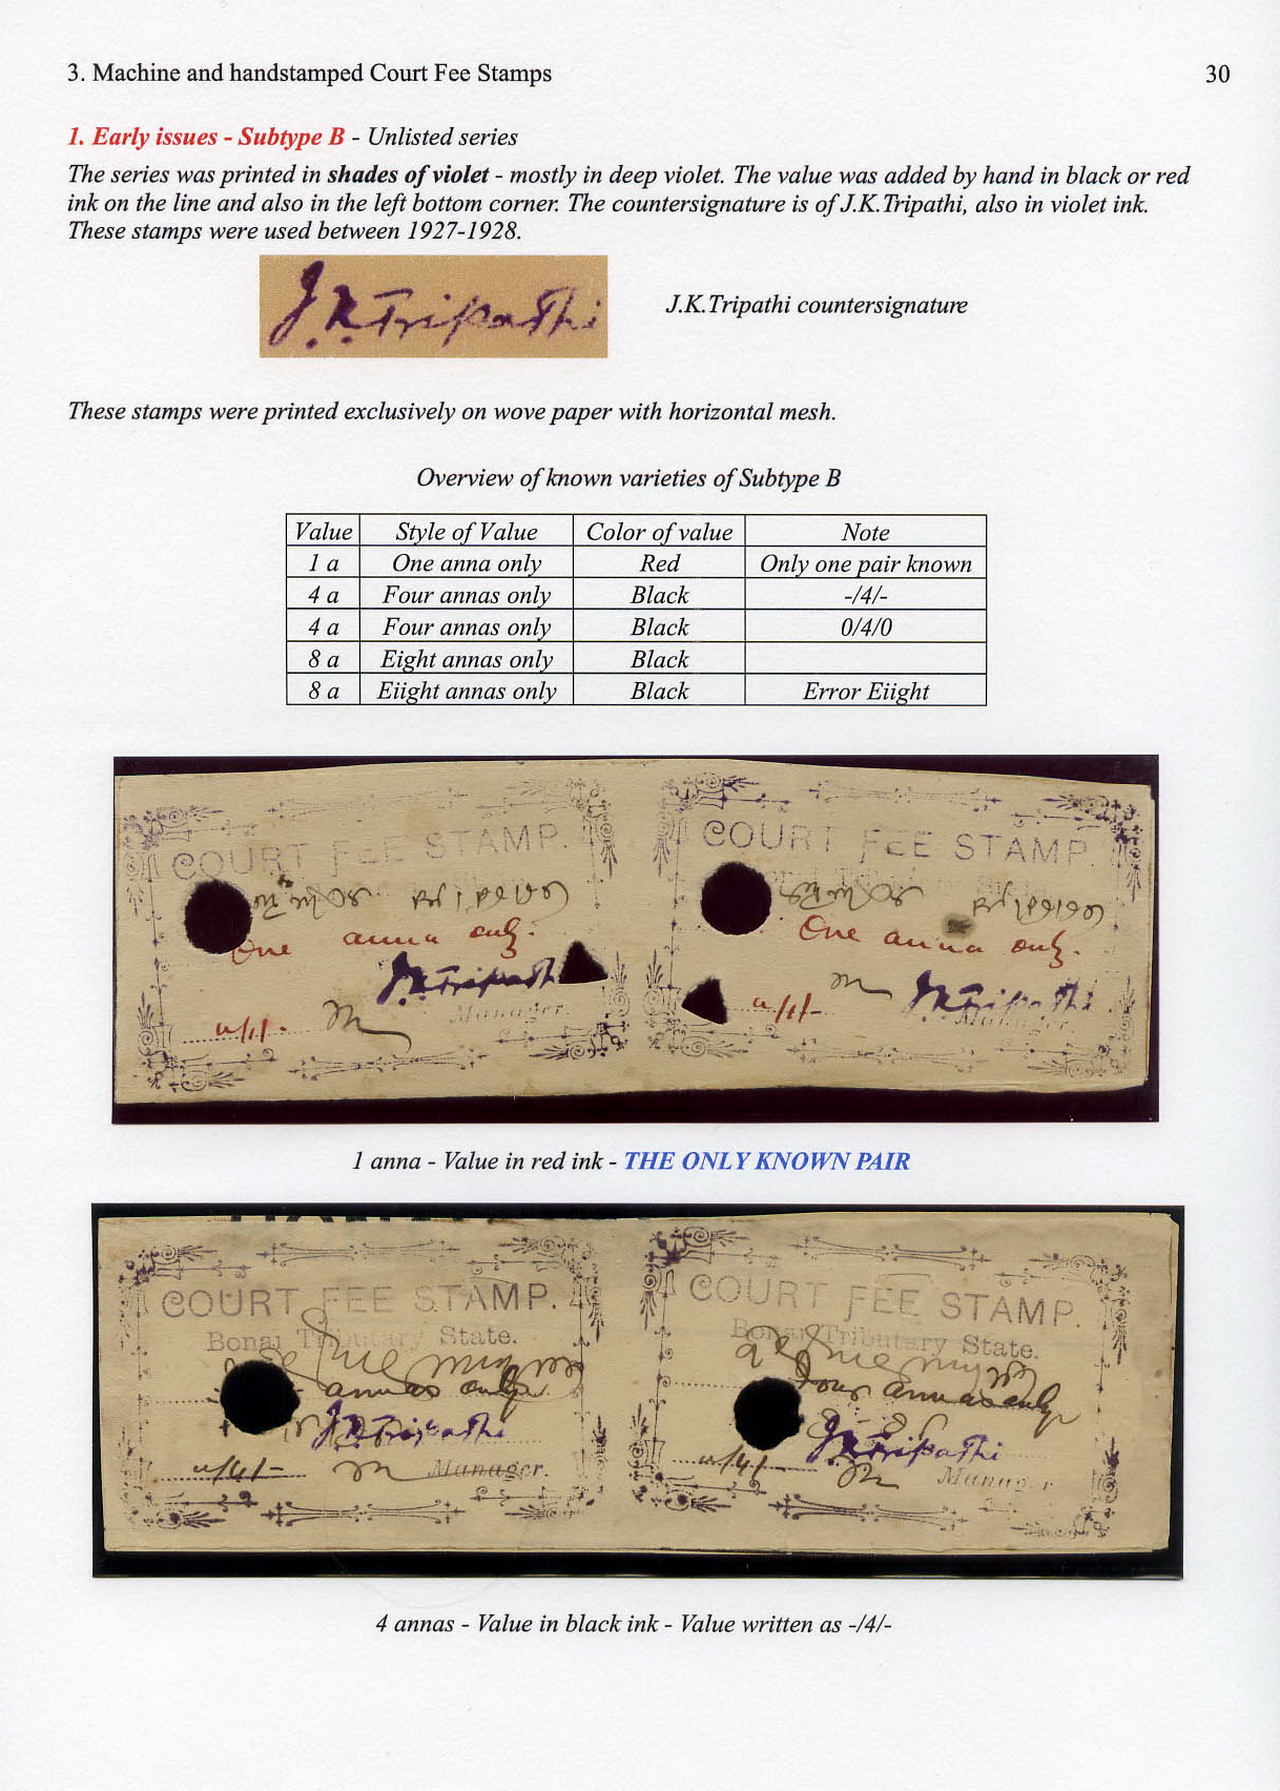 3. Machine and handstamped Court Fee Stamps 30
1. Early issues - Subtype B - Unlisted series
The series was printed in shades of violet - mostly in deep violet. The value was added by hand in black or red
ink on the line and also in the left bottom corner. The countersignature is of J.K.Tripathi, also in violet ink.
These stamps were used between 1927-1928.
J.K.Tripathi
J.K.Tripathi countersignature
These stamps were printed exclusively on wove paper with horizontal mesh.
Overview of known varieties of Subtype B
Value Style of Value Color of value Note
1 a One anna only Red Only one pair known
4 a Four annas only Black -/4/-
4 a Four annas only Black 0/4/0
8 a Eight annas only Black
8 a Eiight annas only Black Error Eiight
COURT FEE STAMP.
One anna only.
J.K.Tripathi
Manager.
COURT FEE STAMP.
One anna only.
J.K.Tripathi
Manager.
1 anna - Value in red ink - THE ONLY KNOWN PAIR
COURT FEE STAMP.
Bonai Tributary State.
annas only
J.K.Tripathi
Manager.
COURT FEE STAMP.
Bonai Tributary State.
Four annas only
J.K.Tripathi
Manager.
4 annas - Value in black ink - Value written as -/4/-